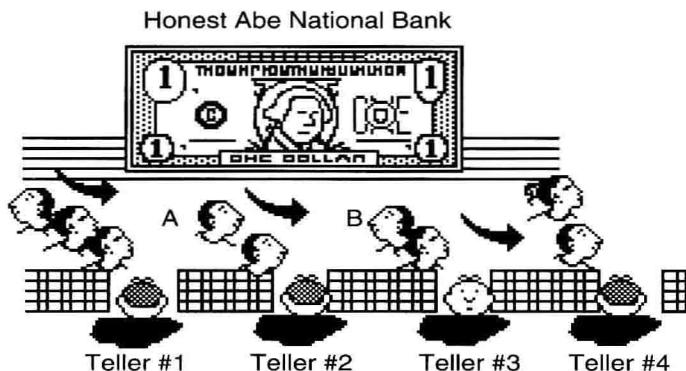 Honest Abe National Bank
1 1
C
1 1
ONE DOLLAR
A B
Teller #1 Teller #2 Teller #3 Teller #4